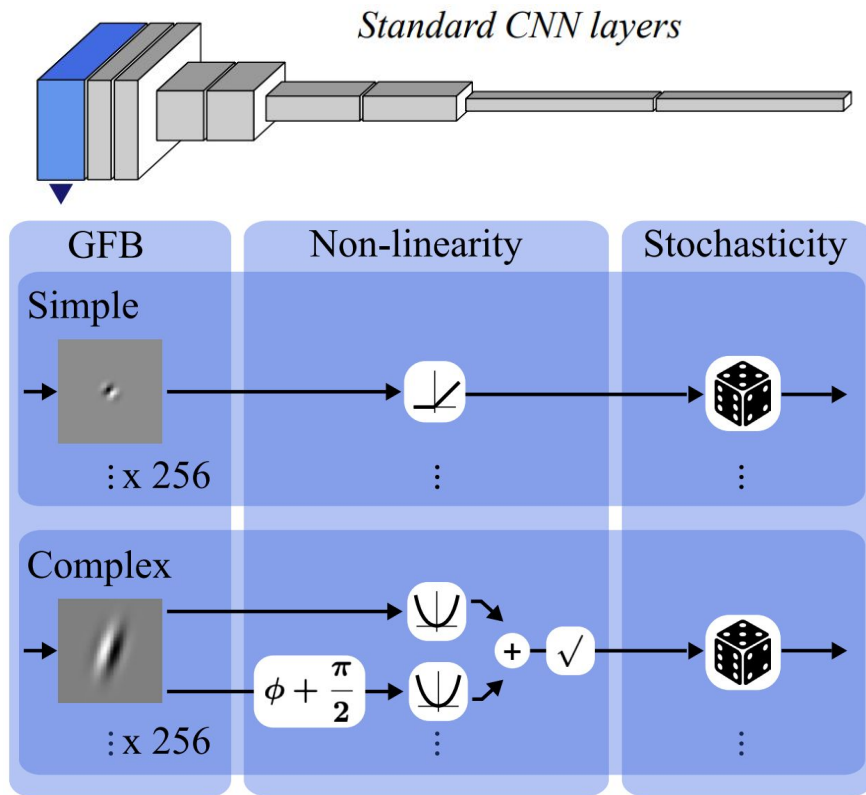 Standard CNN layers
GFB Non-linearity Stochasticity
Simple
⋮ x 256 ⋮ ⋮
Complex
+ √
ϕ + π/2
⋮ x 256 ⋮ ⋮